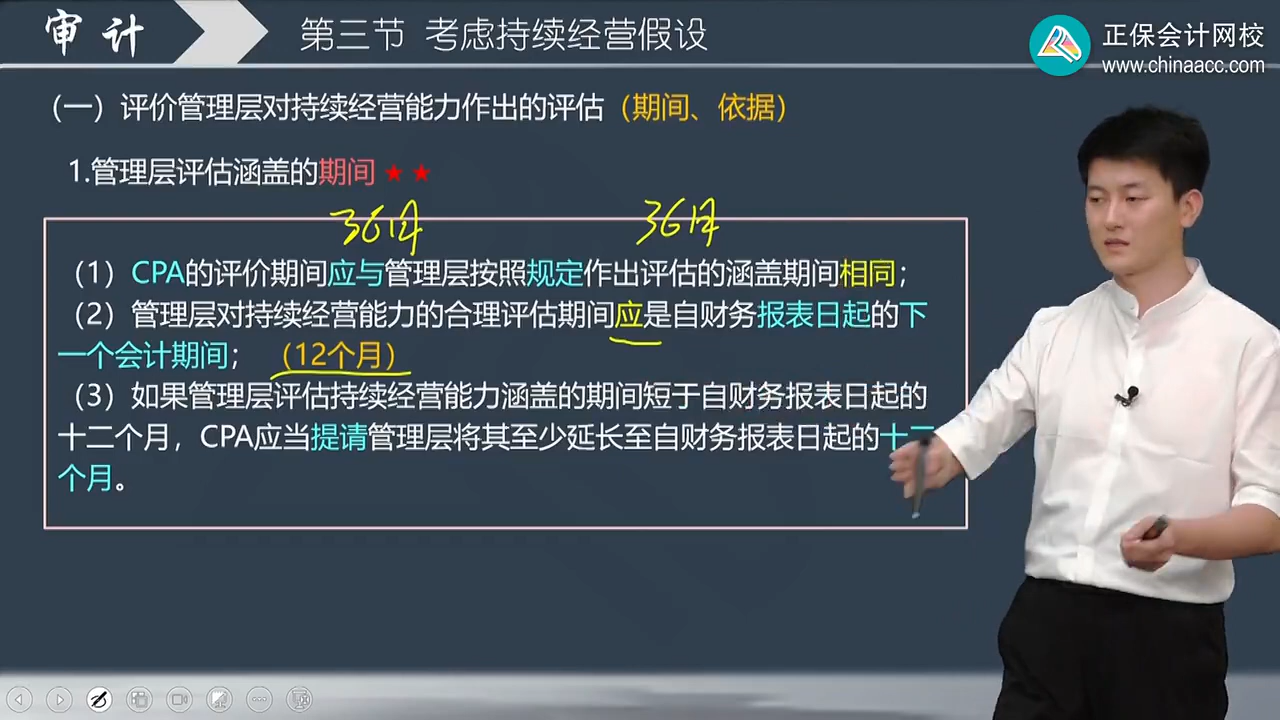 审 计
第三节 考虑持续经营假设
正保会计网校
www.chinaacc.com
（一）评价管理层对持续经营能力作出的评估（期间、依据）
1.管理层评估涵盖的期间★★
36个月 36个月
（1）CPA的评价期间应与管理层按照规定作出评估的涵盖期间相同；
（2）管理层对持续经营能力的合理评估期间应是自财务报表日起的下
一个会计期间； （12个月）
（3）如果管理层评估持续经营能力涵盖的期间短于自财务报表日起的
十二个月，CPA应当提请管理层将其至少延长至自财务报表日起的十二
个月。